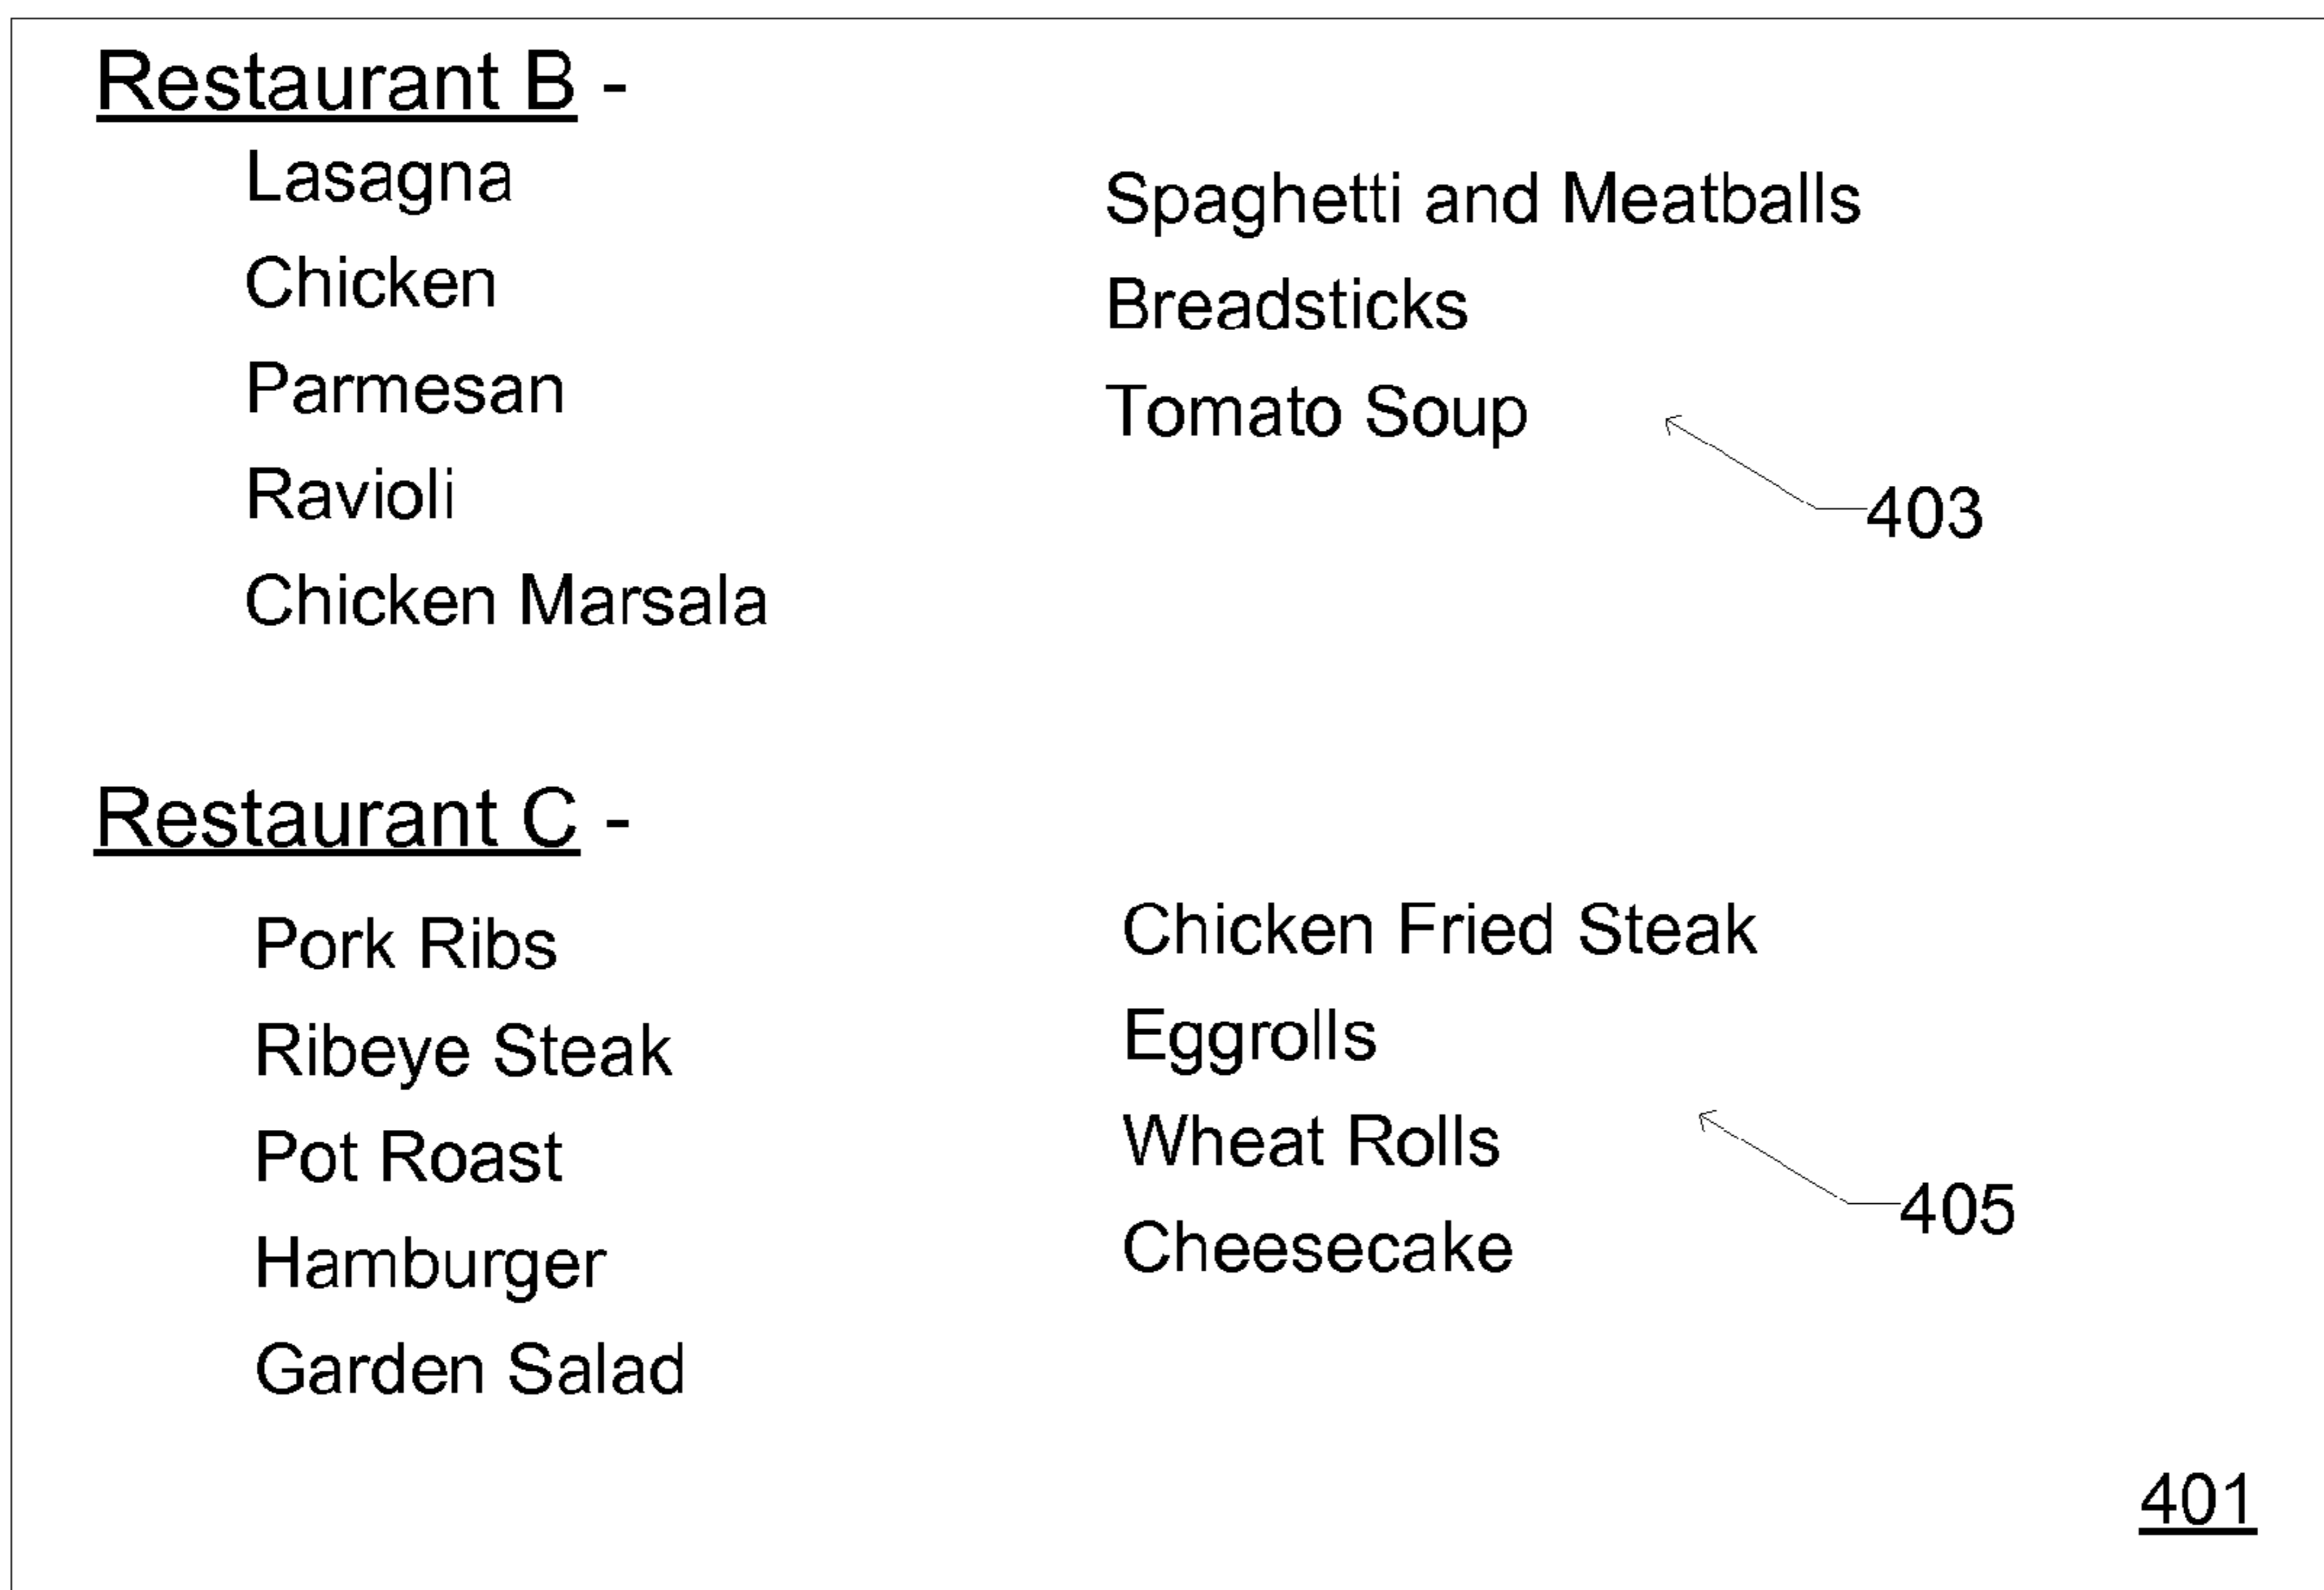 Restaurant B -
Lasagna
Chicken
Parmesan
Ravioli
Chicken Marsala
Spaghetti and Meatballs
Breadsticks
Tomato Soup
403
Restaurant C -
Pork Ribs
Ribeye Steak
Pot Roast
Hamburger
Garden Salad
Chicken Fried Steak
Eggrolls
Wheat Rolls
Cheesecake
405
401